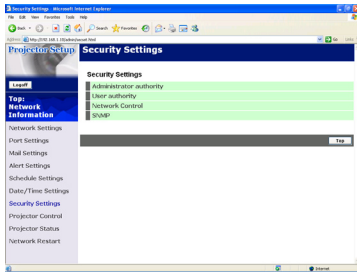 Security Settings - Microsoft Internet Explorer
File Edit View Favorites Tools Help
Back Search Favorites
Address Go Links
Projector Setup
Security Settings
Logoff
Top:
Network
Information
Network Settings
Port Settings
Mail Settings
Alert Settings
Schedule Settings
Date/Time Settings
Security Settings
Projector Control
Projector Status
Network Restart
Security Settings
Administrator authority
User authority
Network Control
SNMP
Top
Internet